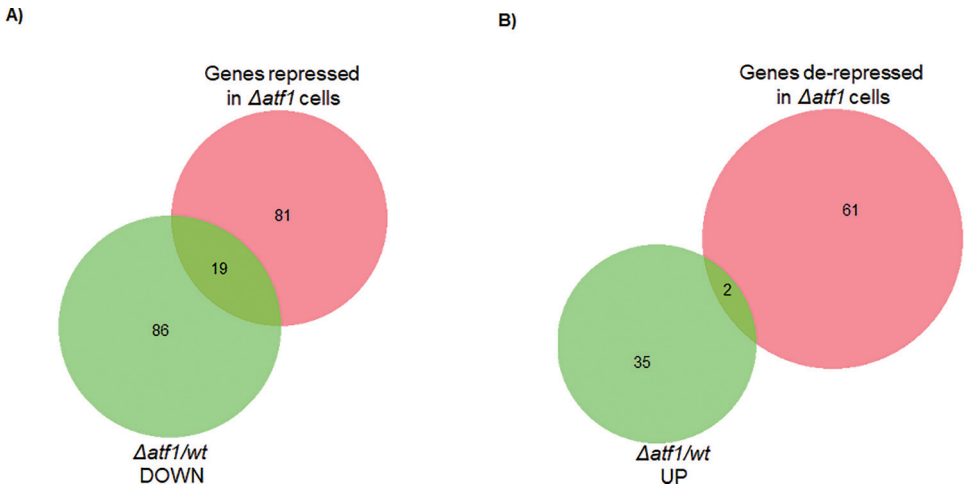 A)
Genes repressed
in Δatf1 cells
81
19
86
Δatf1/wt
DOWN
B)
Genes de-repressed
in Δatf1 cells
61
2
35
Δatf1/wt
UP